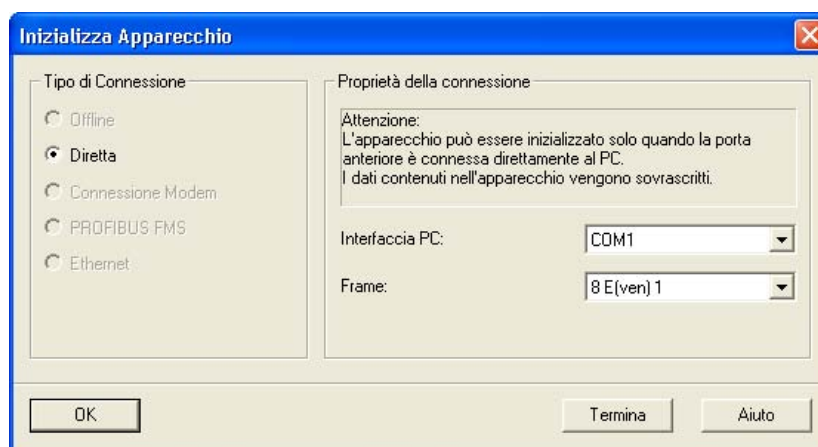 Inizializza Apparecchio
Tipo di Connessione
Offline
Diretta
Connessione Modem
PROFIBUS FMS
Ethernet
Proprietà della connessione
Attenzione:
L'apparecchio può essere inizializzato solo quando la porta
anteriore è connessa direttamente al PC.
I dati contenuti nell'apparecchio vengono sovrascritti.
Interfaccia PC:
COM1
Frame:
8 E(ven) 1
OK
Termina
Aiuto